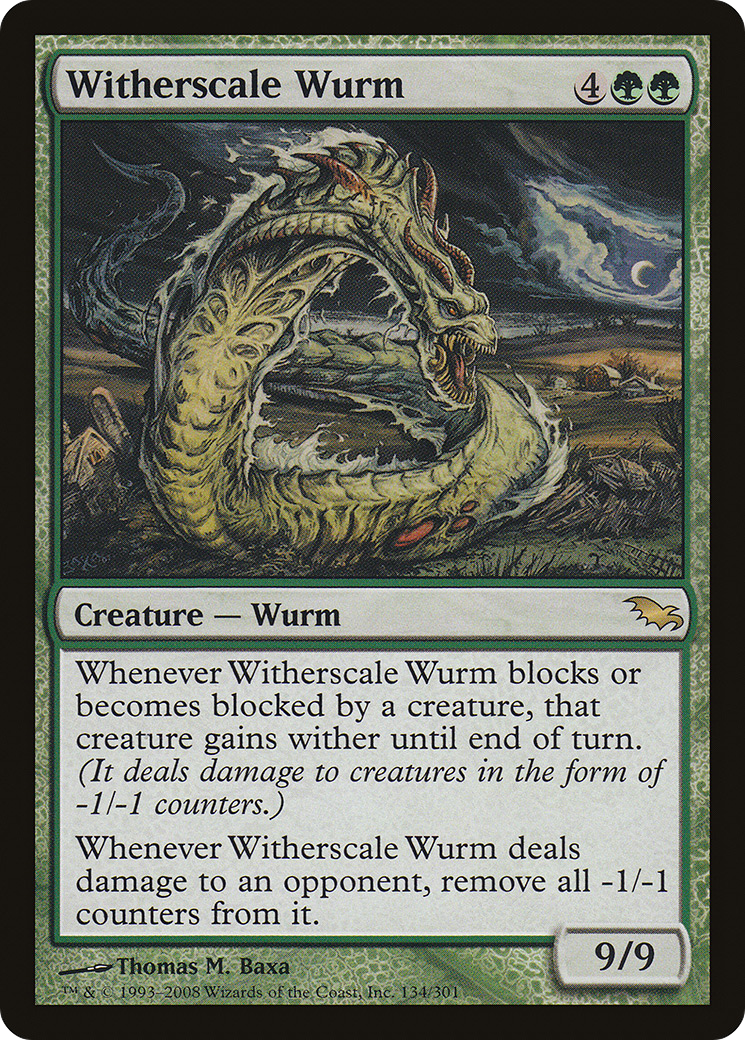 Witherscale Wurm 4
Creature — Wurm
Whenever Witherscale Wurm blocks or
becomes blocked by a creature, that
creature gains wither until end of turn.
(It deals damage to creatures in the form of
-1/-1 counters.)
Whenever Witherscale Wurm deals
damage to an opponent, remove all -1/-1
counters from it.
9/9
Thomas M. Baxa
™ & © 1993–2008 Wizards of the Coast, Inc. 134/301